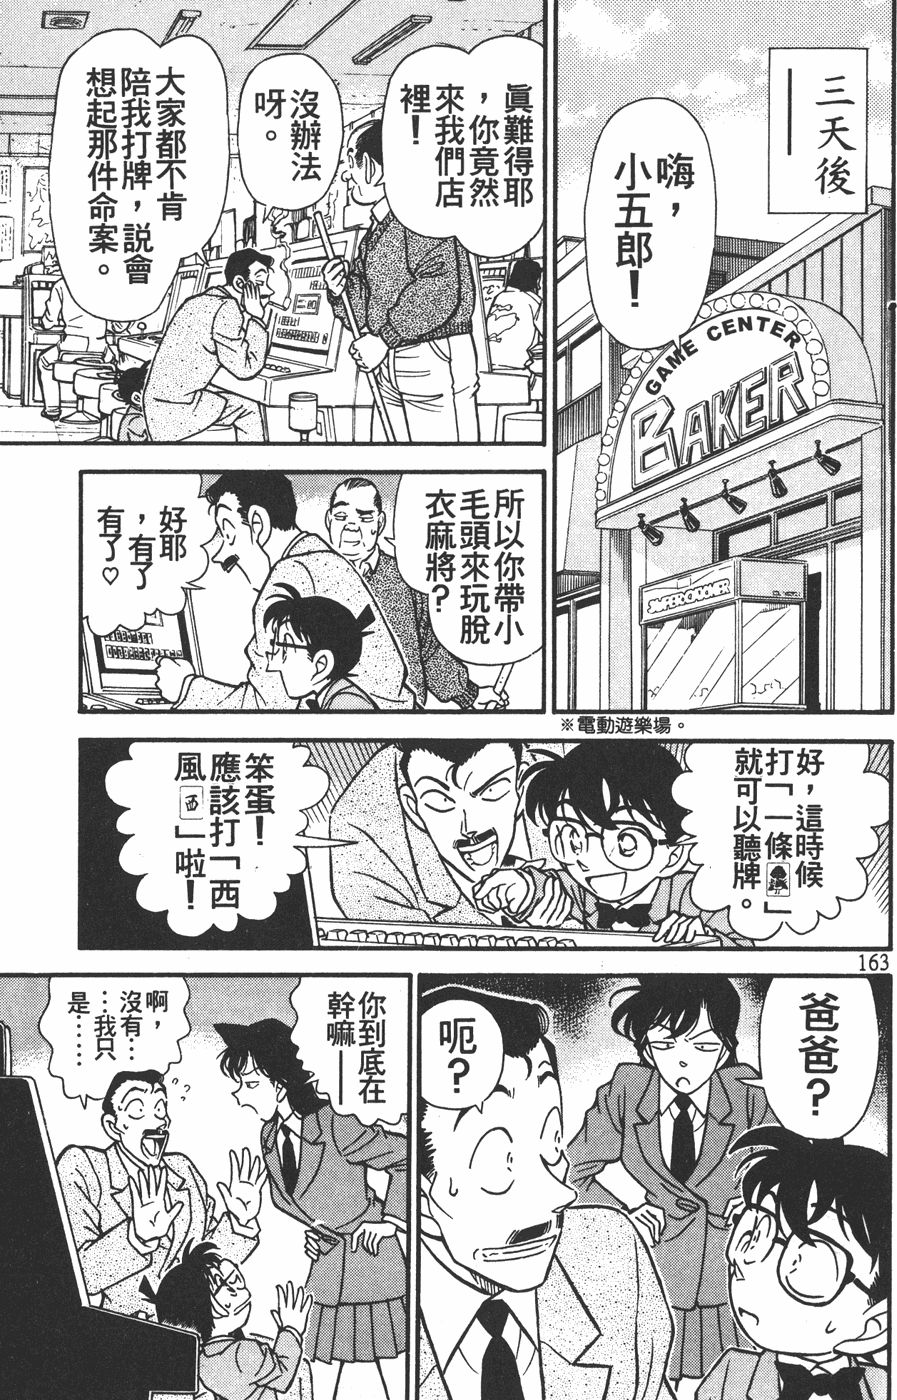 三天後
——
嗨，
小五郎！
GAME CENTER
BAKER
※電動遊樂場。
真難得耶
，你竟然
來我們店
裡！
沒辦法
呀。
大家都不肯
陪我打牌，說會
想起那件命案。
所以你帶小
毛頭來玩脫
衣麻將？
好耶
，有了
有了♡
好，這時候
打「一條」
就可以聽牌。
笨蛋！
應該打「西
風西」啦！
163
爸爸？
呃？
你到底在
幹嘛——
啊，
沒有…
…我只
是……